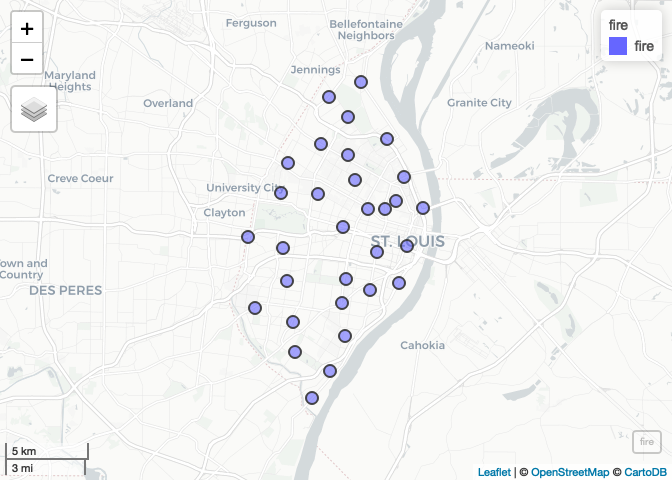 +
−
Ferguson
Bellefontaine
Neighbors
Nameoki
fire
fire
Maryland
Heights
Jennings
Overland
Granite City
Creve Coeur
University City
Clayton
ST. LOUIS
own and
Country
DES PERES
Cahokia
5 km
3 mi
fire
Leaflet | © OpenStreetMap © CartoDB